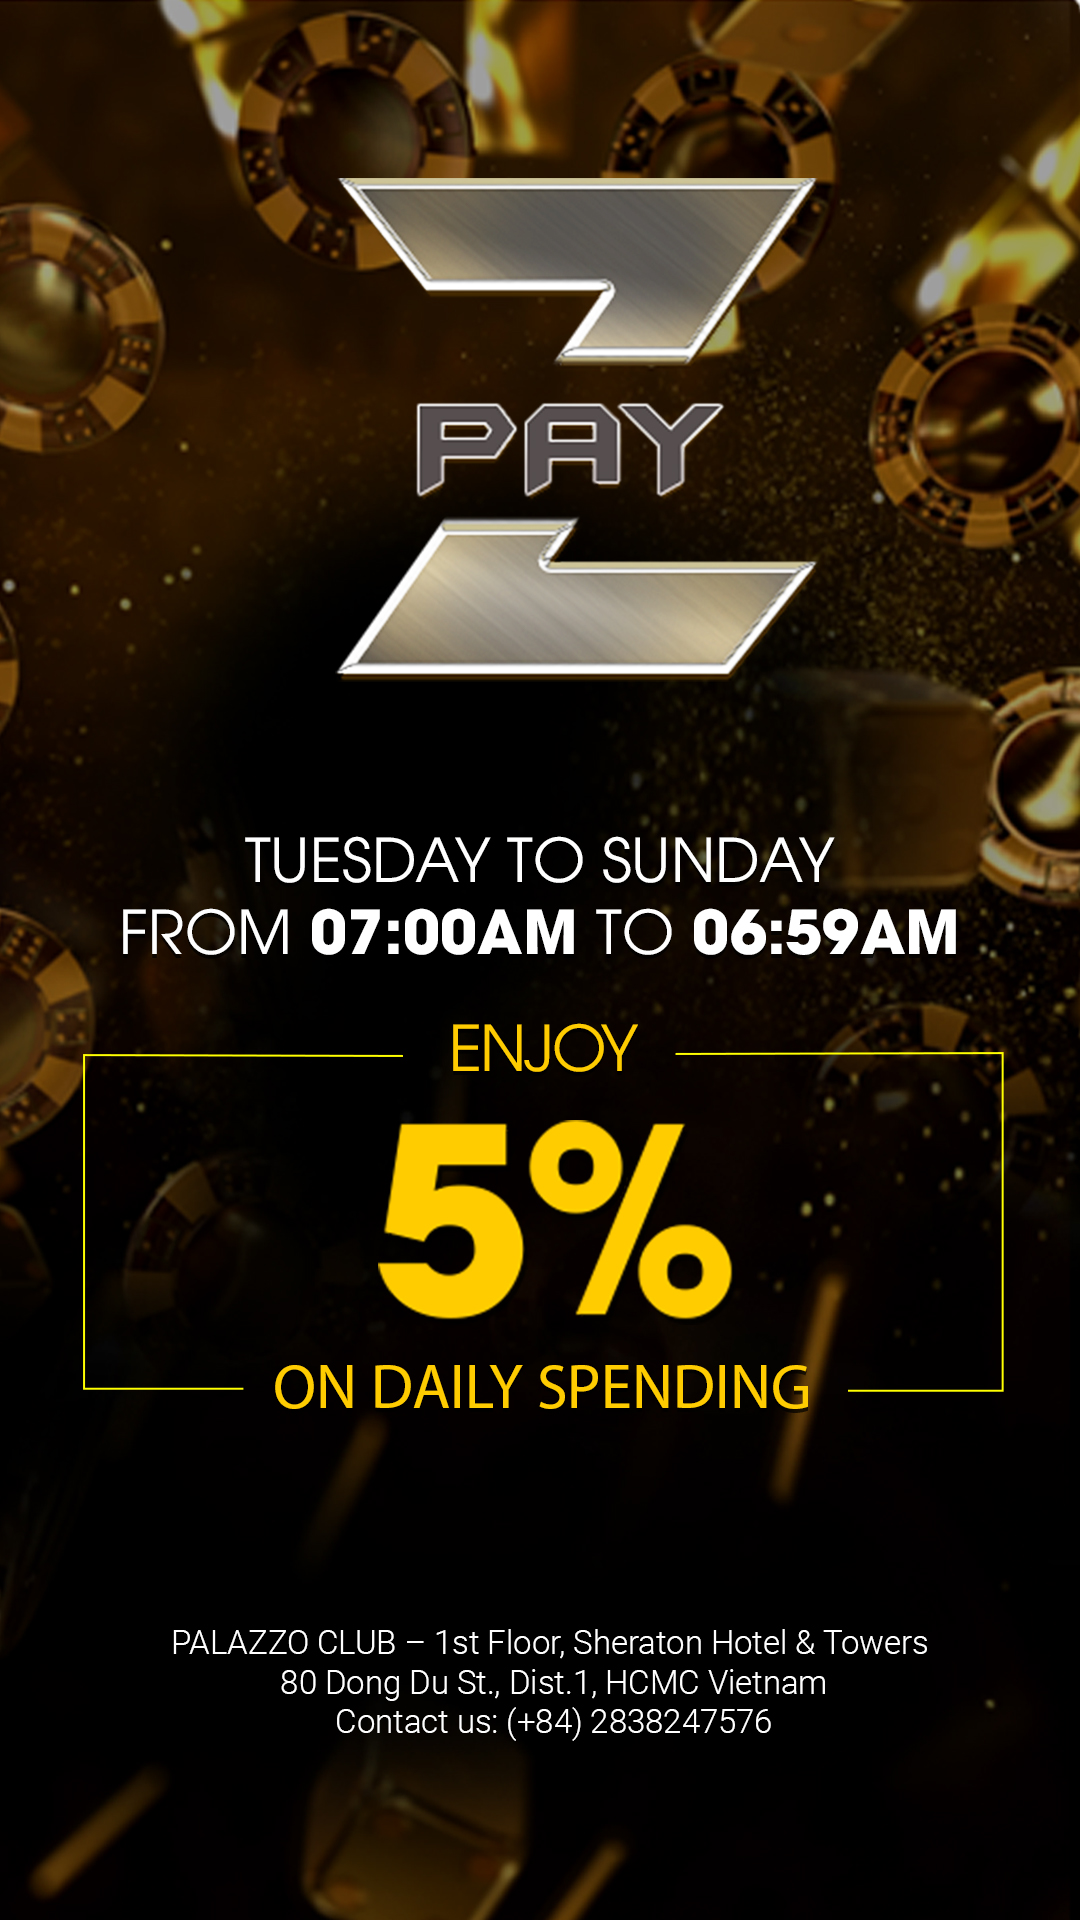 Z
PAY
TUESDAY TO SUNDAY
FROM 07:00AM TO 06:59AM
ENJOY
5%
ON DAILY SPENDING
PALAZZO CLUB – 1st Floor, Sheraton Hotel & Towers
80 Dong Du St., Dist.1, HCMC Vietnam
Contact us: (+84) 2838247576